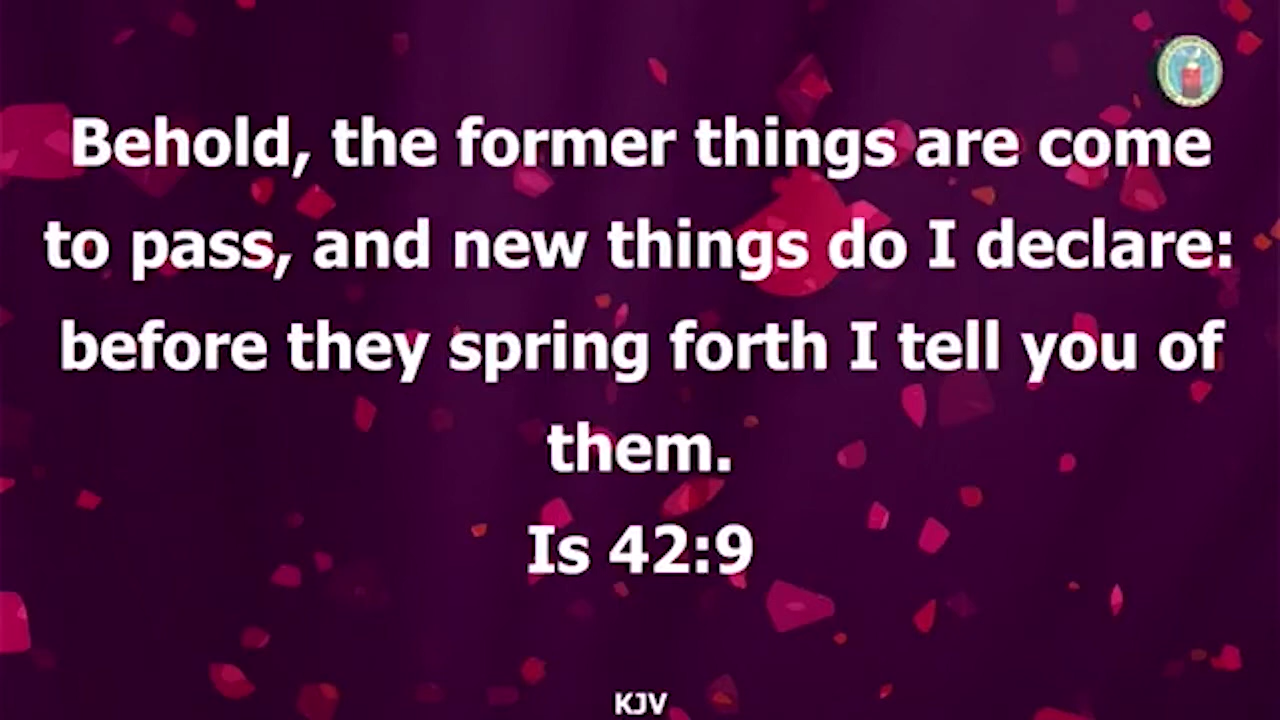 Behold, the former things are come
to pass, and new things do I declare:
before they spring forth I tell you of
them.
Is 42:9
KJV